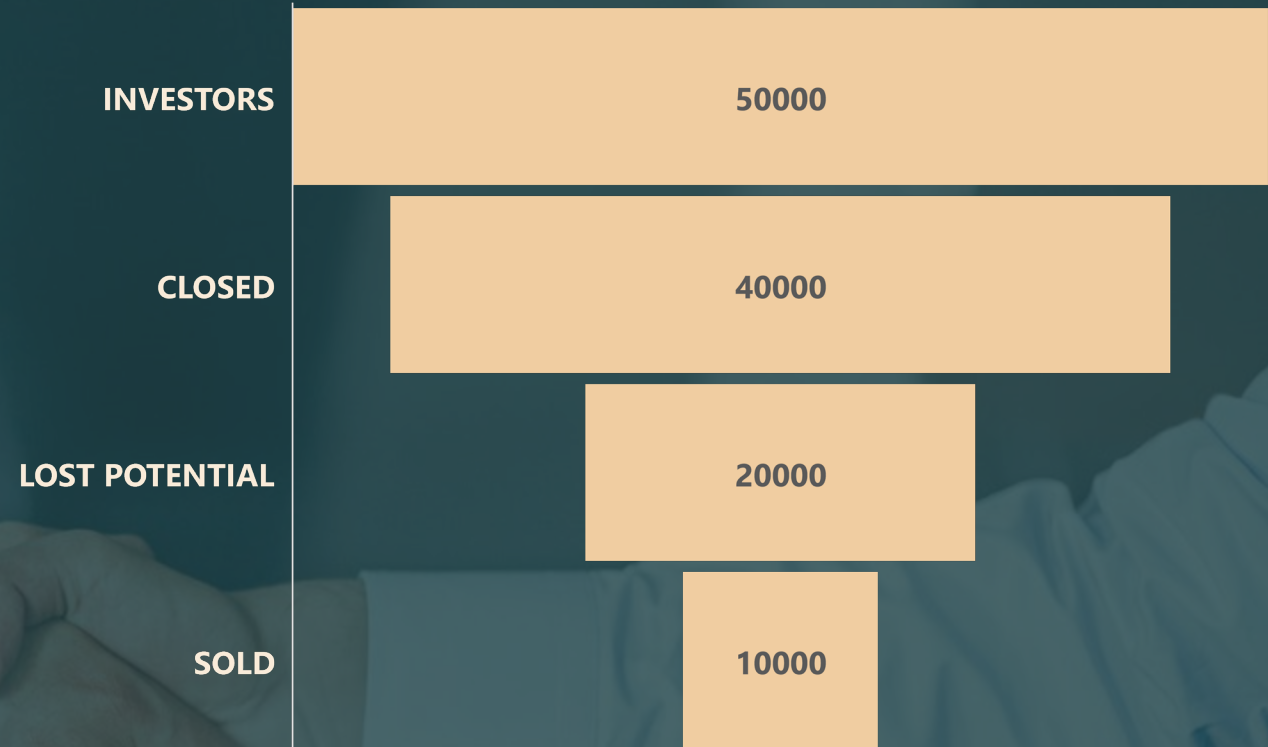 INVESTORS 50000
CLOSED 40000
LOST POTENTIAL 20000
SOLD 10000